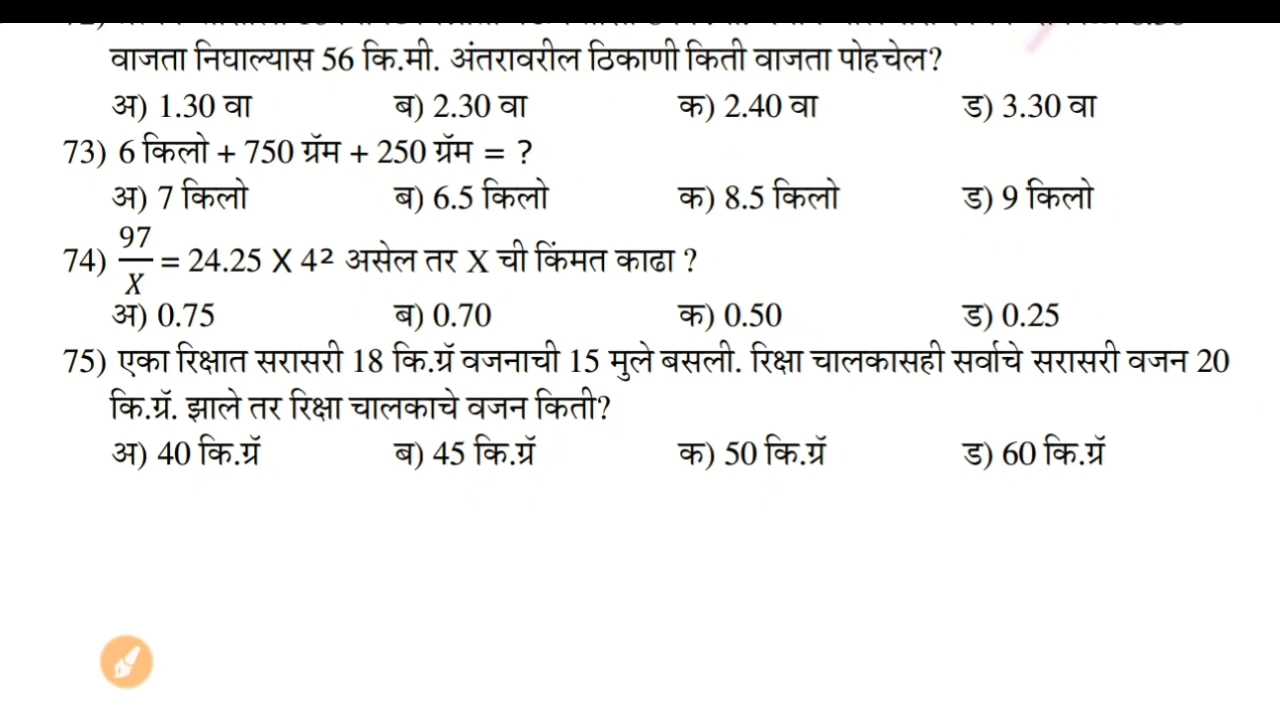 वाजता निघाल्यास 56 कि.मी. अंतरावरील ठिकाणी किती वाजता पोहचेल?
अ) 1.30 वा ब) 2.30 वा क) 2.40 वा ड) 3.30 वा
73) 6 किलो + 750 ग्रॅम + 250 ग्रॅम = ?
अ) 7 किलो ब) 6.5 किलो क) 8.5 किलो ड) 9 किलो
74) 97/X = 24.25 X 4² असेल तर X ची किंमत काढा ?
अ) 0.75 ब) 0.70 क) 0.50 ड) 0.25
75) एका रिक्षात सरासरी 18 कि.ग्रॅ वजनाची 15 मुले बसली. रिक्षा चालकासही सर्वाचे सरासरी वजन 20
कि.ग्रॅ. झाले तर रिक्षा चालकाचे वजन किती?
अ) 40 कि.ग्रॅ ब) 45 कि.ग्रॅ क) 50 कि.ग्रॅ ड) 60 कि.ग्रॅ